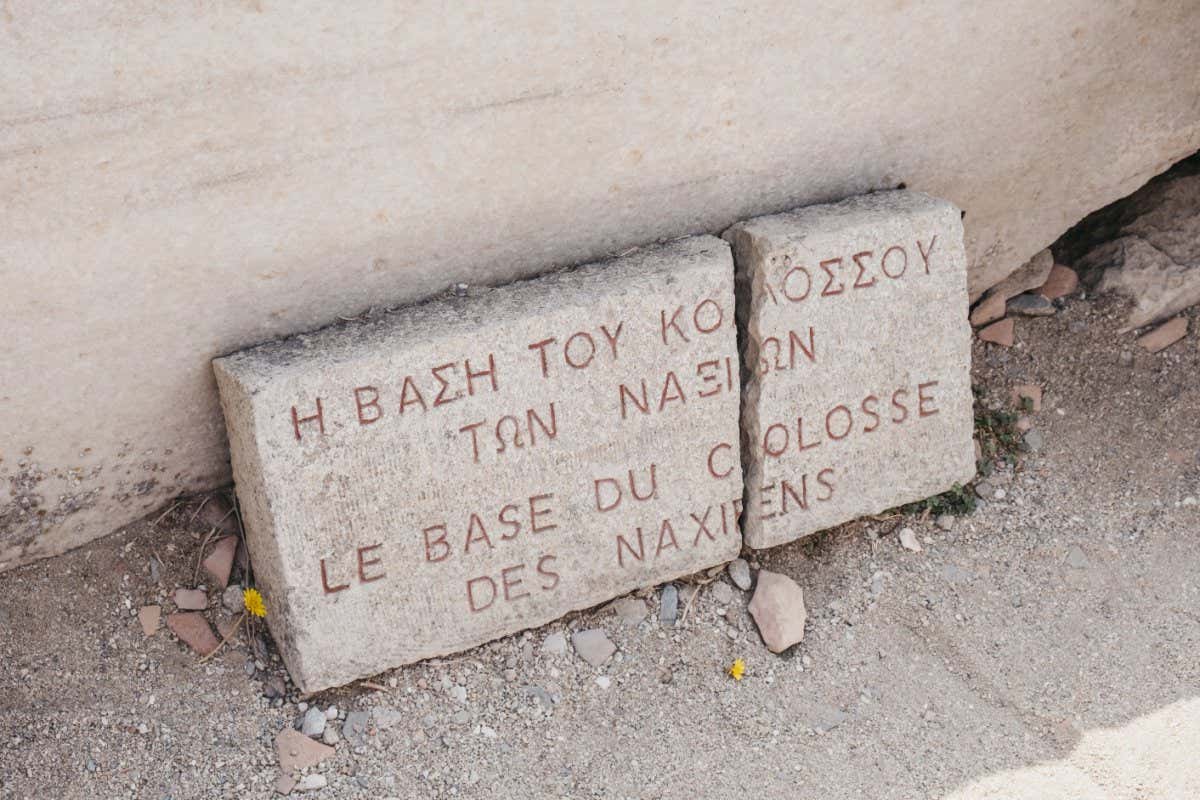 Η ΒΑΣΗ ΤΟΥ ΚΟΛΟΣΣΟΥ
ΤΩΝ ΝΑΞΙΩΝ
LE BASE DU COLOSSE
DES NAXIENS